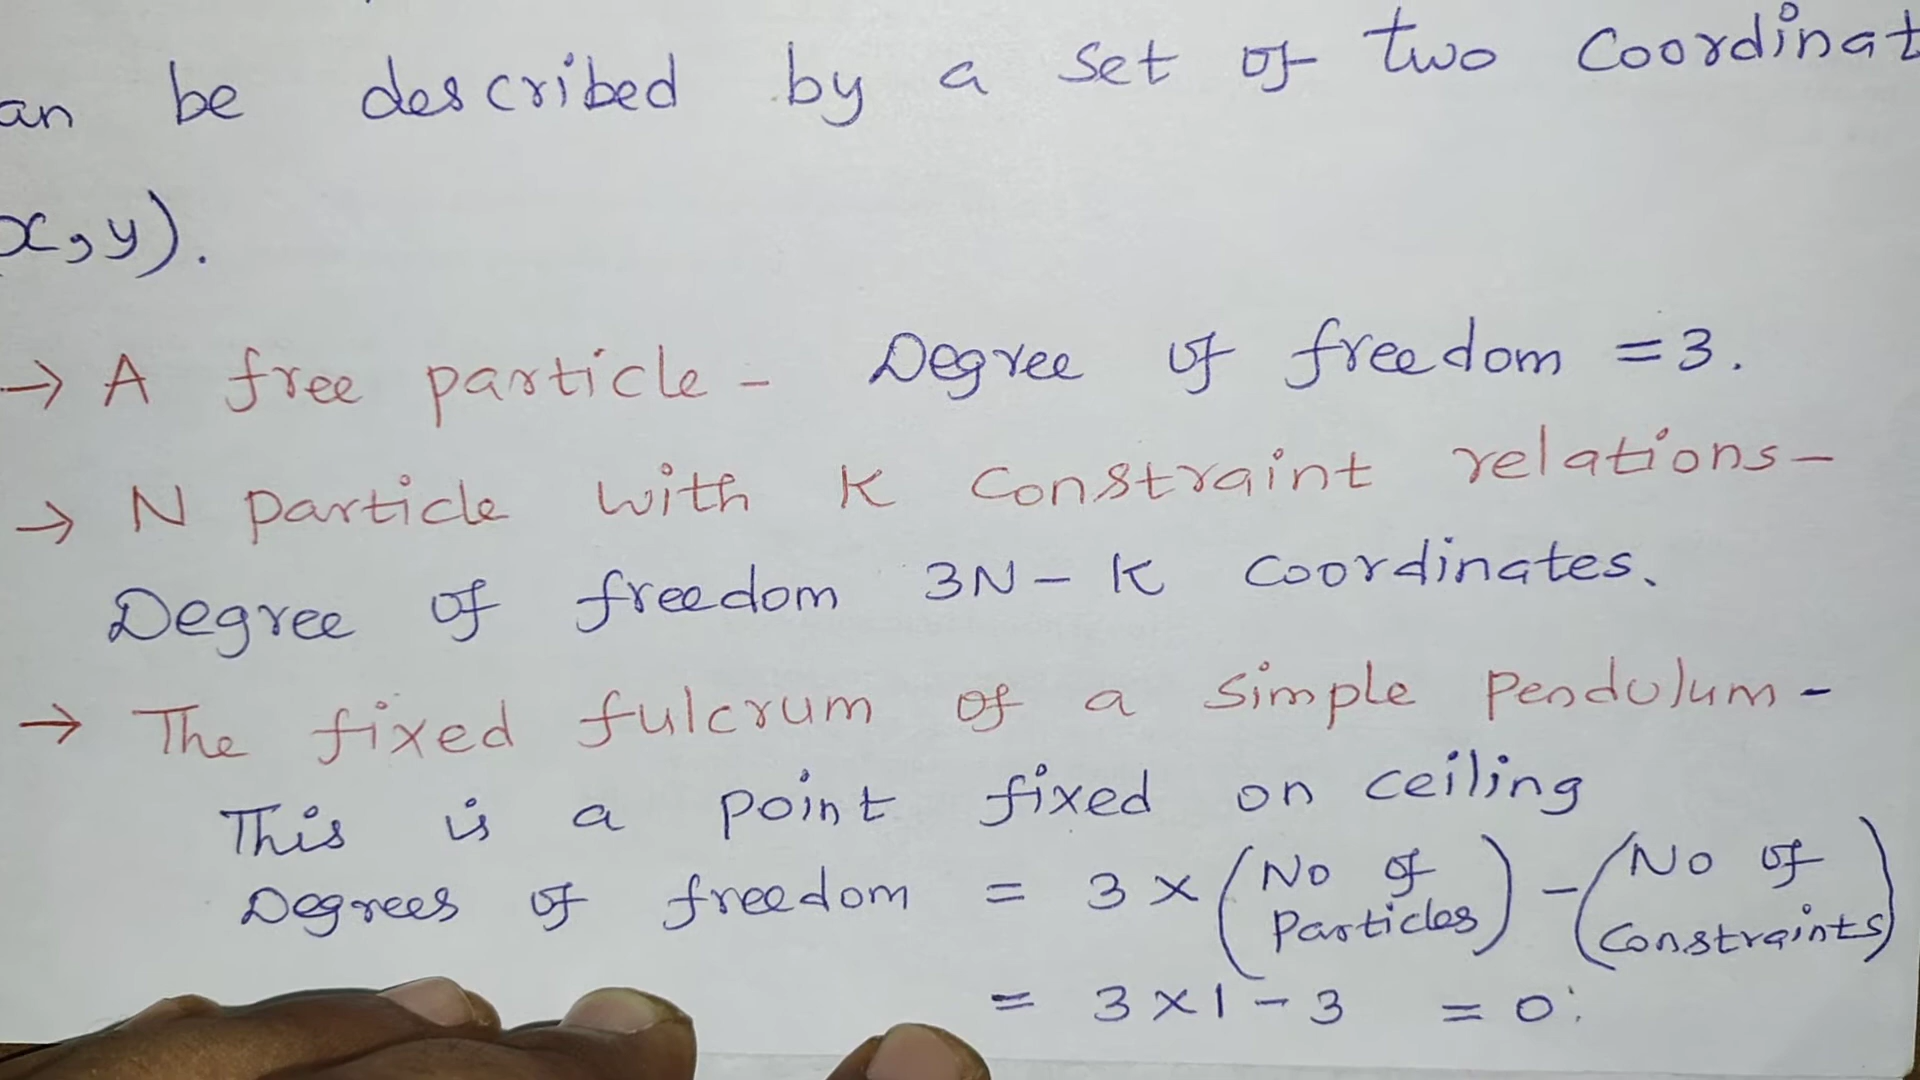 an be described by a set of two Coordinat
x,y).
→ A free particle - Degree of freedom = 3.
→ N particle with K Constraint relations -
Degree of freedom 3N - K Coordinates.
→ The fixed fulcrum of a simple Pendulum -
This is a point fixed on ceiling
Degrees of freedom = 3 × (No of Particles) - (No of Constraints)
= 3 × 1 - 3 = 0.